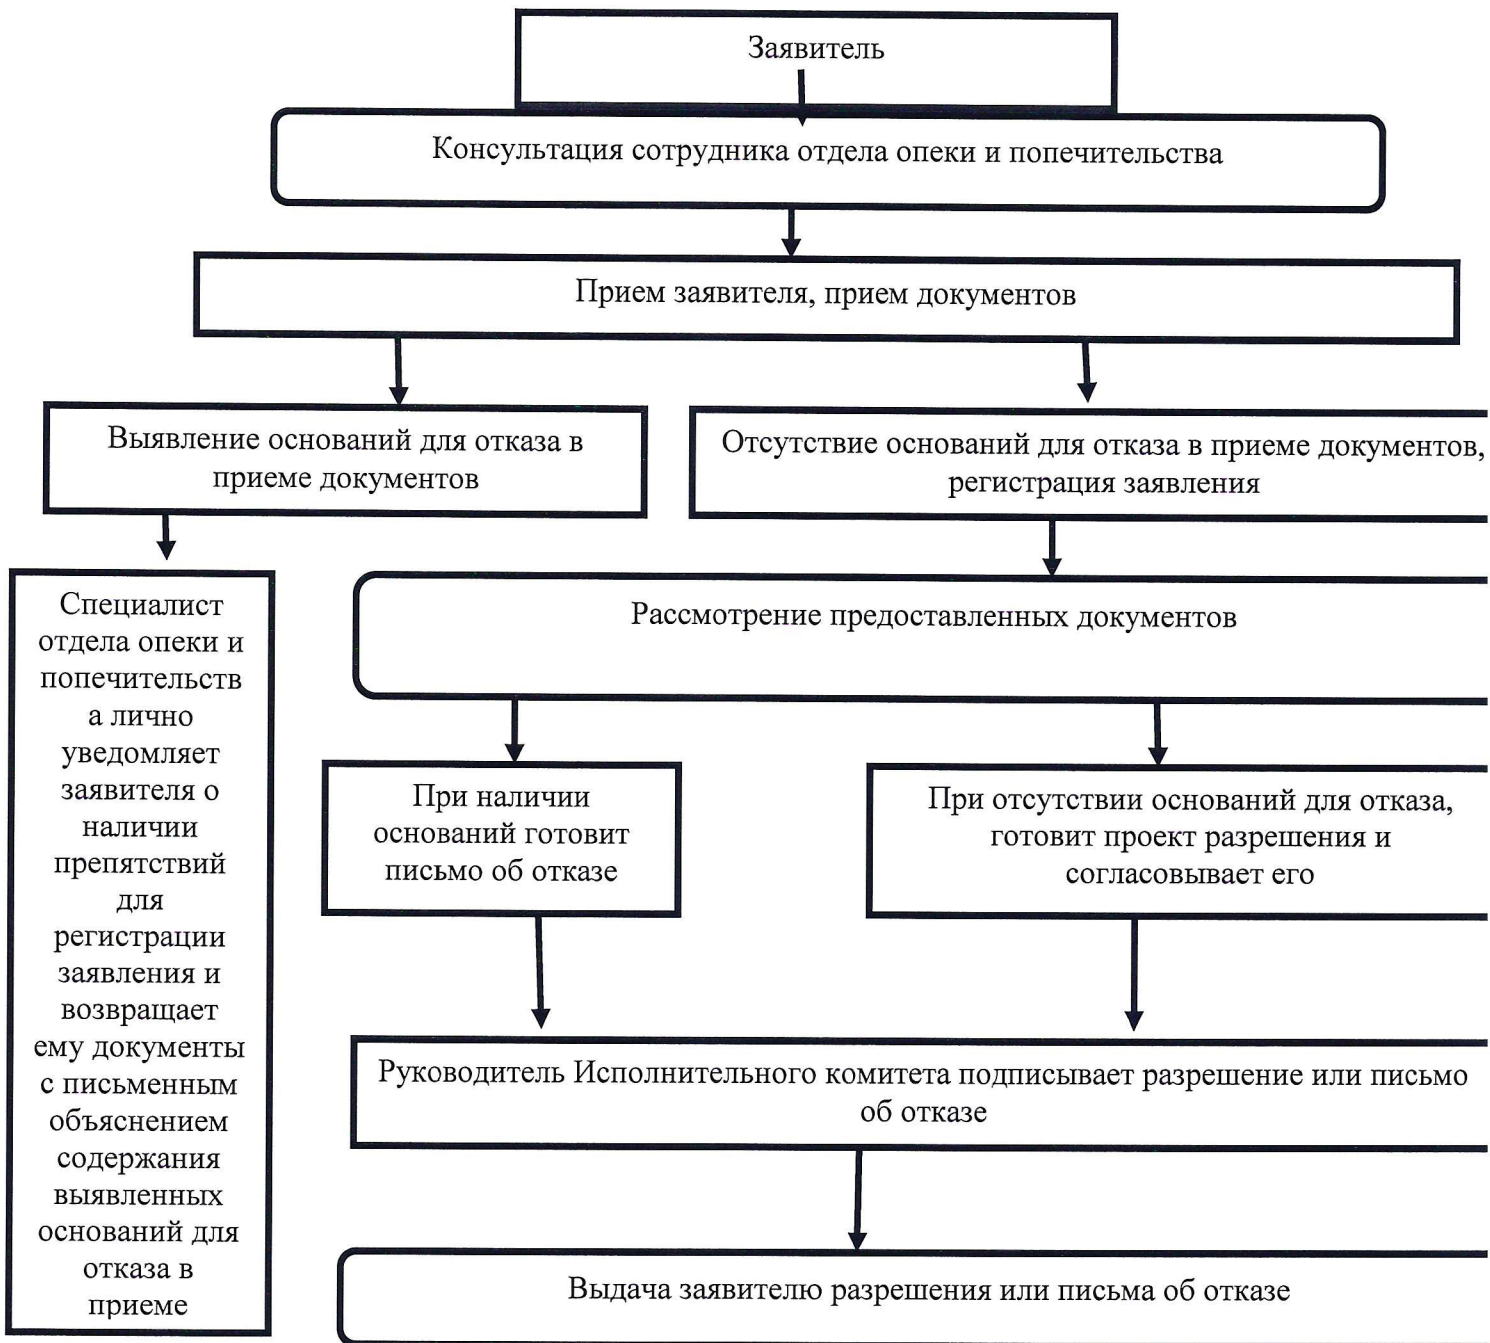 Заявитель
Консультация сотрудника отдела опеки и попечительства
Прием заявителя, прием документов
Выявление оснований для отказа в
приеме документов
Отсутствие оснований для отказа в приеме документов,
регистрация заявления
Специалист
отдела опеки и
попечительств
а лично
уведомляет
заявителя о
наличии
препятствий
для
регистрации
заявления и
возвращает
ему документы
с письменным
объяснением
содержания
выявленных
оснований для
отказа в
приеме
Рассмотрение предоставленных документов
При наличии
оснований готовит
письмо об отказе
При отсутствии оснований для отказа,
готовит проект разрешения и
согласовывает его
Руководитель Исполнительного комитета подписывает разрешение или письмо
об отказе
Выдача заявителю разрешения или письма об отказе